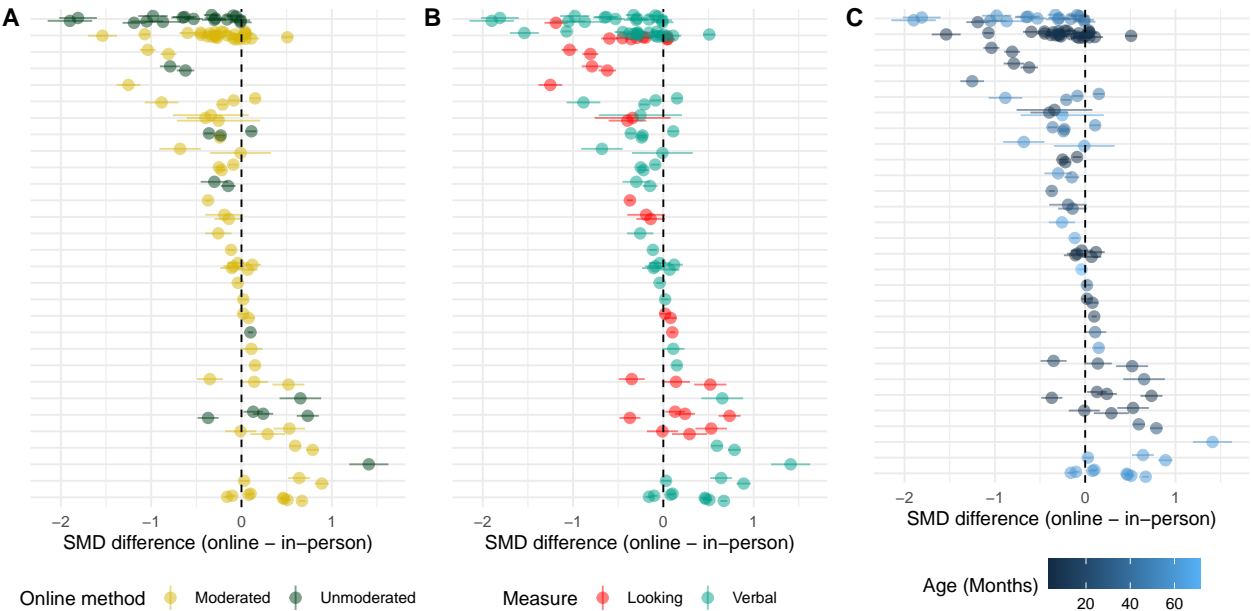 A
B
C
−2 −1 0 1
SMD difference (online − in−person)
−2 −1 0 1
SMD difference (online − in−person)
−2 −1 0 1
SMD difference (online − in−person)
Online method Moderated Unmoderated
Measure Looking Verbal
Age (Months)
20 40 60